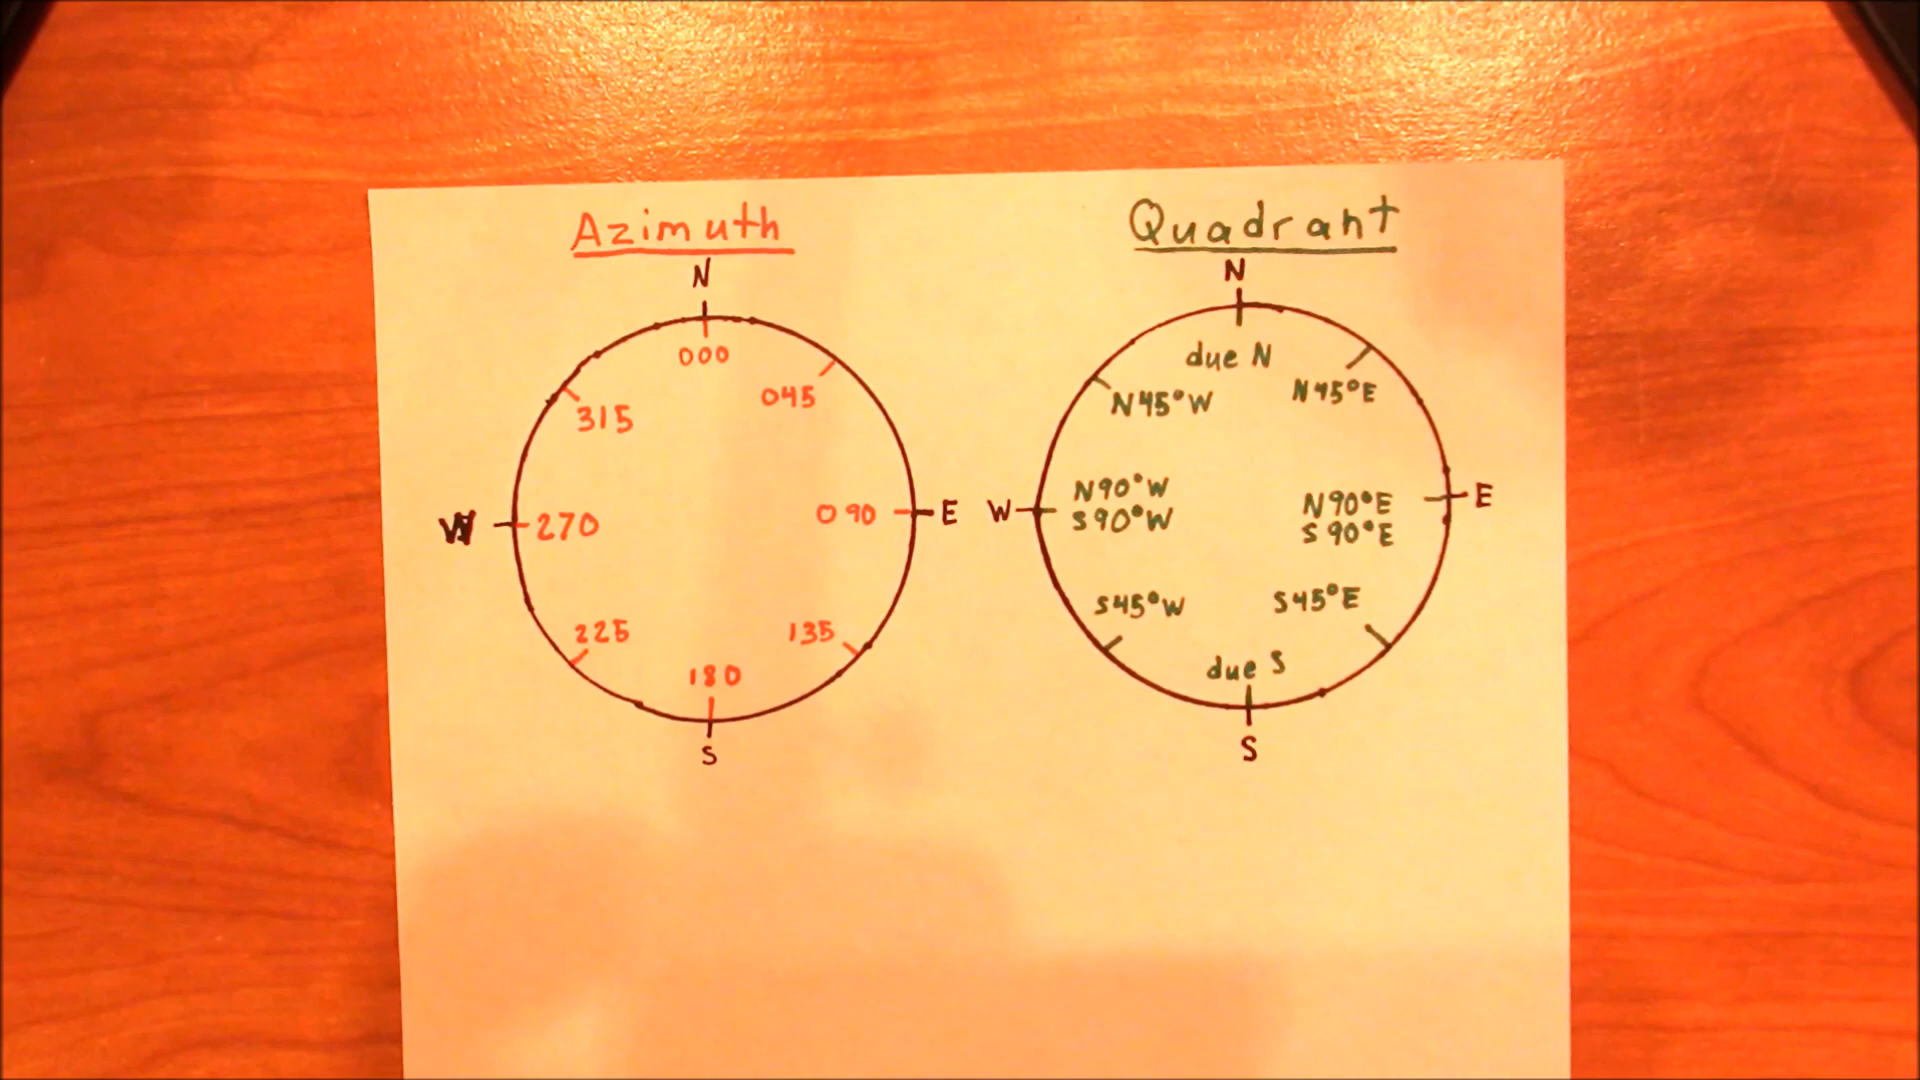 Azimuth
N
000
045
090
E
135
180
S
225
270
W
315
Quadrant
N
due N
N45°E
N90°E
S90°E
E
S45°E
due S
S
S45°W
N90°W
S90°W
W
N45°W